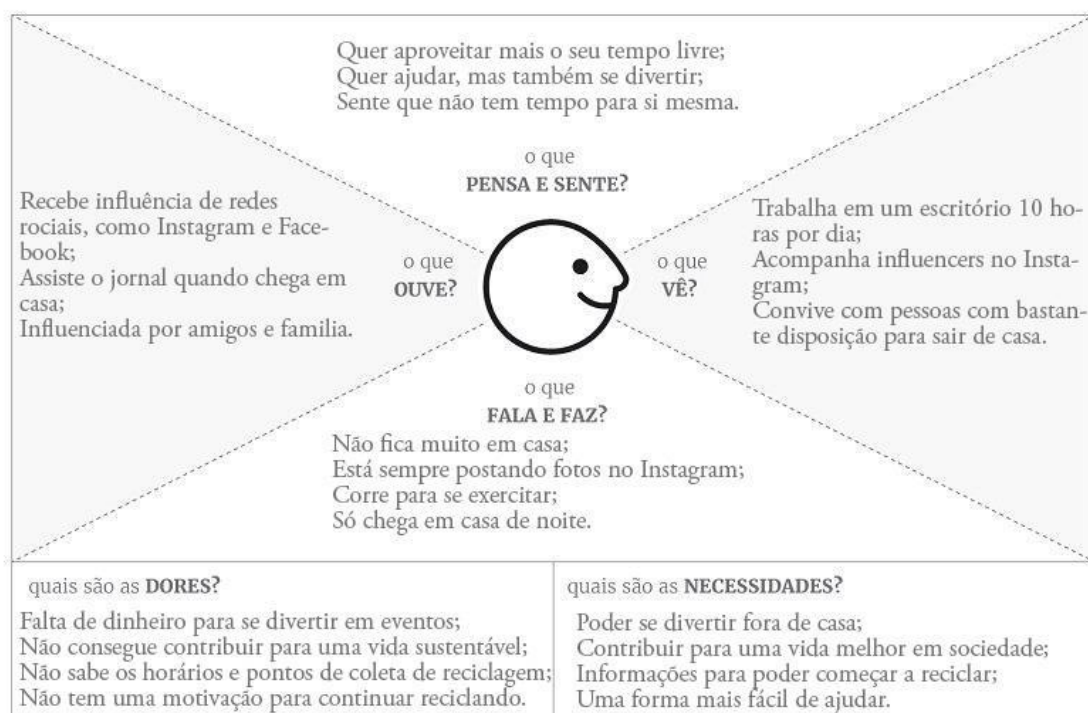 Quer aproveitar mais o seu tempo livre;
Quer ajudar, mas também se divertir;
Sente que não tem tempo para si mesma.
o que
PENSA E SENTE?
Recebe influência de redes
rociais, como Instagram e Face-
book;
Assiste o jornal quando chega em
casa;
Influenciada por amigos e familia.
o que
OUVE?
o que
VÊ?
Trabalha em um escritório 10 ho-
ras por dia;
Acompanha influencers no Insta-
gram;
Convive com pessoas com bastan-
te disposição para sair de casa.
o que
FALA E FAZ?
Não fica muito em casa;
Está sempre postando fotos no Instagram;
Corre para se exercitar;
Só chega em casa de noite.
quais são as DORES?
Falta de dinheiro para se divertir em eventos;
Não consegue contribuir para uma vida sustentável;
Não sabe os horários e pontos de coleta de reciclagem;
Não tem uma motivação para continuar reciclando.
quais são as NECESSIDADES?
Poder se divertir fora de casa;
Contribuir para uma vida melhor em sociedade;
Informações para poder começar a reciclar;
Uma forma mais fácil de ajudar.